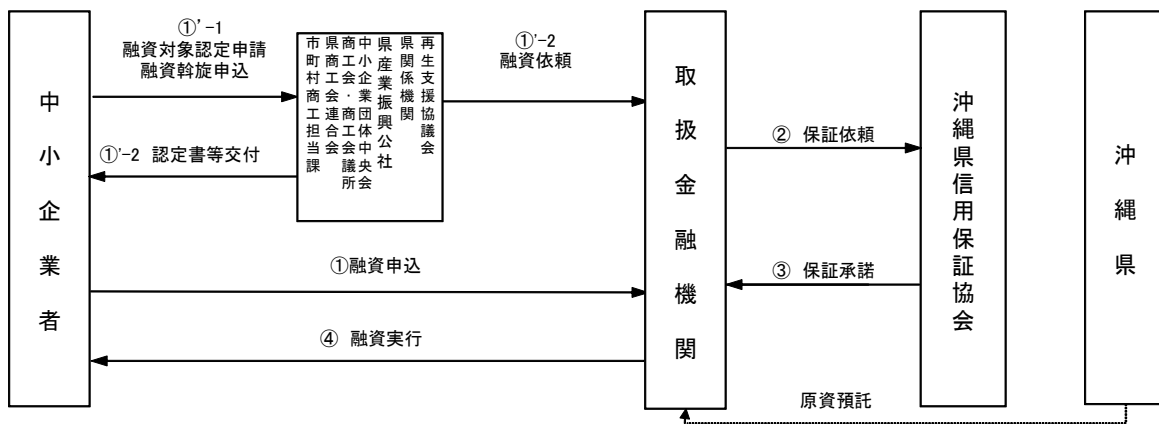 ①’-1
融資対象認定申請
融資斡旋申込
①’-2 認定書等交付
中小企業者
再生支援協議会
県関係機関
県産業振興公社
中小企業団体中央会
商工会・商工会議所
県商工会連合会
市町村商工担当課
①’-2
融資依頼
①融資申込
④ 融資実行
取扱金融機関
② 保証依頼
③ 保証承諾
沖縄県信用保証協会
沖縄県
原資預託